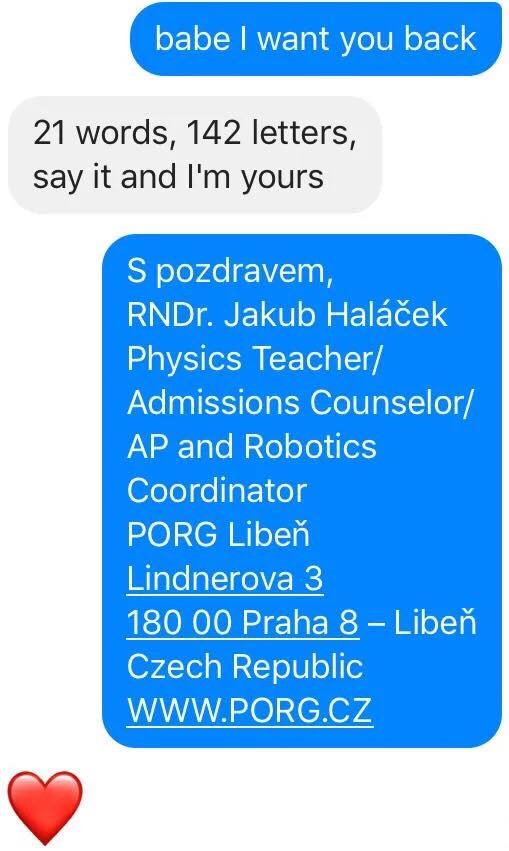 babe I want you back
21 words, 142 letters,
say it and I'm yours
S pozdravem,
RNDr. Jakub Haláček
Physics Teacher/
Admissions Counselor/
AP and Robotics
Coordinator
PORG Libeň
Lindnerova 3
180 00 Praha 8 – Libeň
Czech Republic
WWW.PORG.CZ